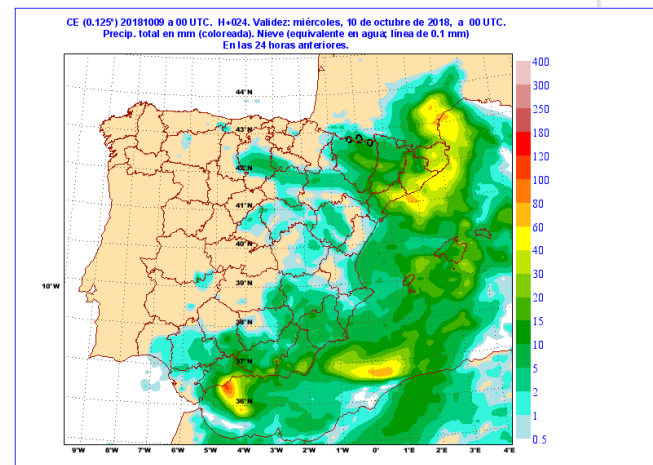 CE (0.125°) 20181009 a 00 UTC. H+024. Validez: miércoles, 10 de octubre de 2018, a 00 UTC.
Precip. total en mm (coloreada). Nieve (equivalente en agua; línea de 0.1 mm)
En las 24 horas anteriores.
400
300
250
180
120
100
80
60
40
30
20
15
10
5
2
1
0.5
44°N
43°N
42°N
41°N
40°N
39°N
38°N
37°N
36°N
10°W
9°W 8°W 7°W 6°W 5°W 4°W 3°W 2°W 1°W 0° 1°E 2°E 3°E 4°E